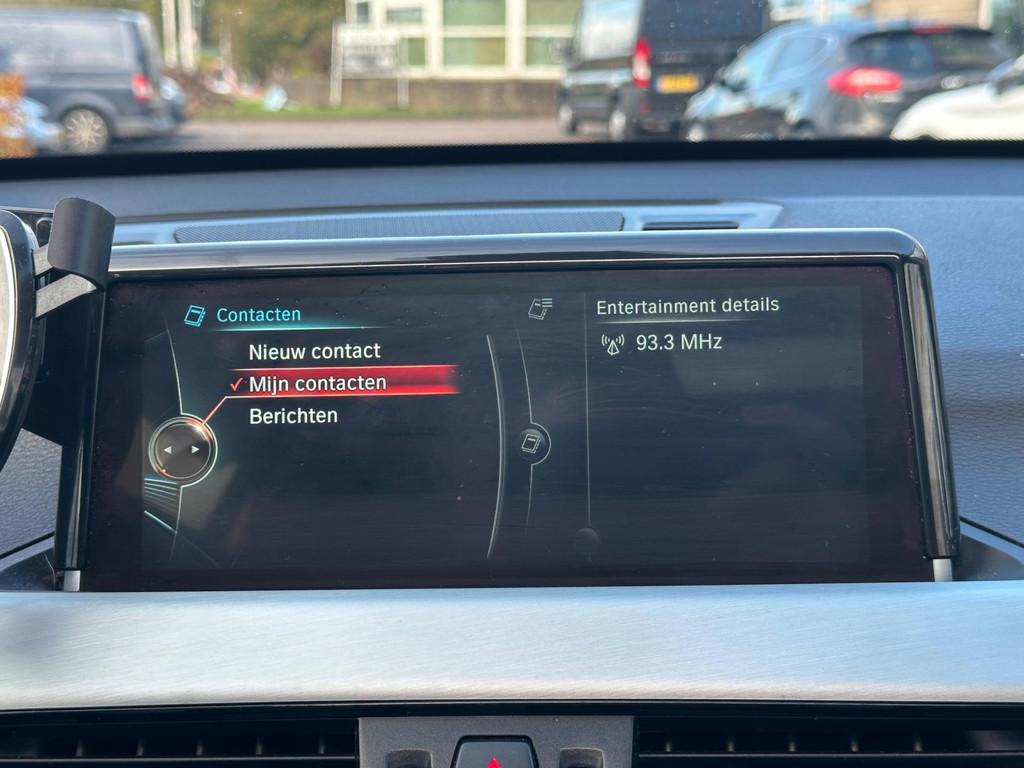 Contacten
Nieuw contact
Mijn contacten
Berichten
Entertainment details
93.3 MHz